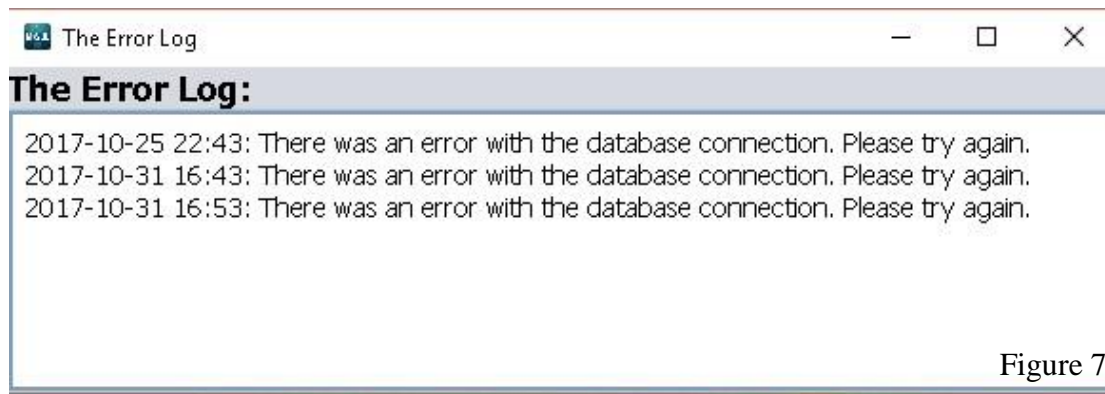 The Error Log
The Error Log:
2017-10-25 22:43: There was an error with the database connection. Please try again.
2017-10-31 16:43: There was an error with the database connection. Please try again.
2017-10-31 16:53: There was an error with the database connection. Please try again.
Figure 7